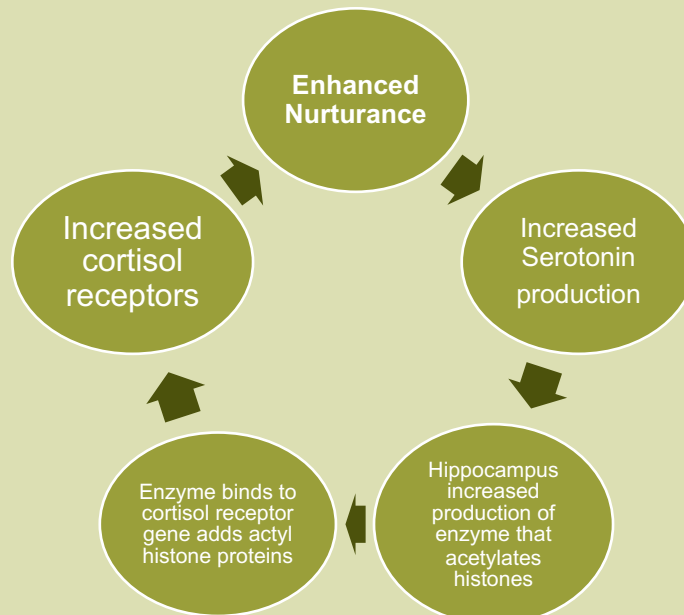 Enhanced
Nurturance
Increased
Serotonin
production
Hippocampus
increased
production of
enzyme that
acetylates
histones
Enzyme binds to
cortisol receptor
gene adds actyl
histone proteins
Increased
cortisol
receptors